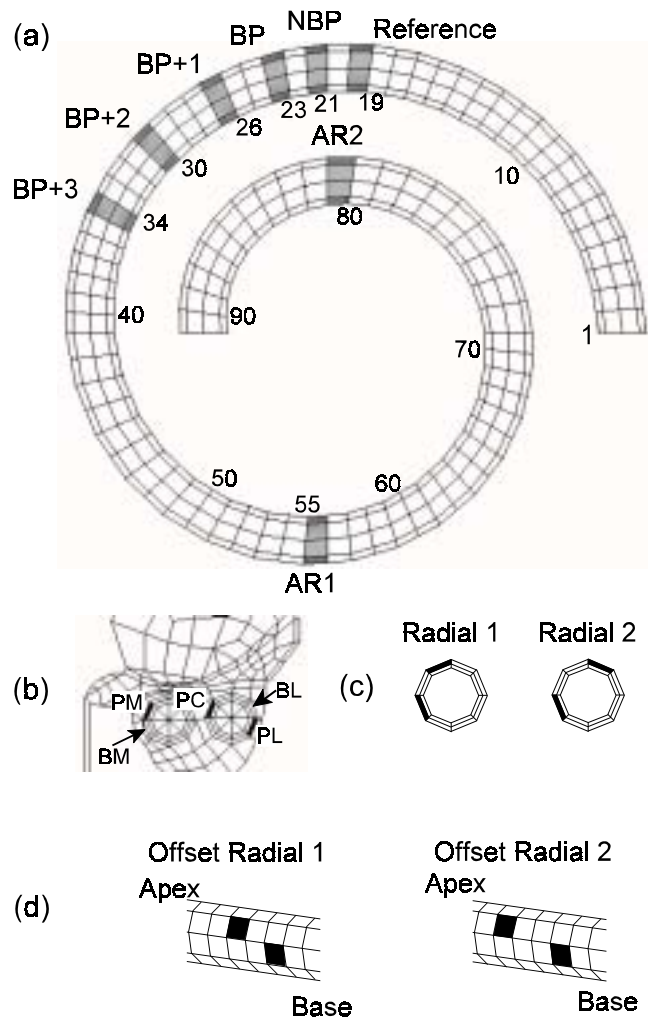 (a)
NBP
Reference
BP
BP+1
BP+2
BP+3
19
21
23
26
30
34
AR2
10
80
40
90
70
1
50
60
55
AR1
(b)
PM
PC
BL
BM
PL
(c)
Radial 1
Radial 2
(d)
Offset Radial 1
Apex
Base
Offset Radial 2
Apex
Base